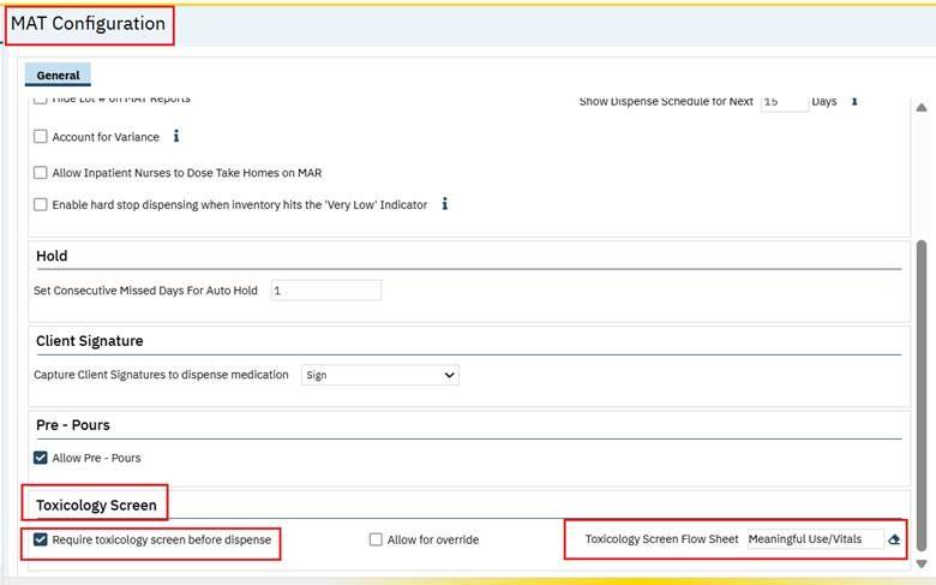 MAT Configuration
General
Hide Lot # on MAT Reports
Show Dispense Schedule for Next 15 Days i
Account for Variance i
Allow Inpatient Nurses to Dose Take Homes on MAR
Enable hard stop dispensing when inventory hits the 'Very Low' Indicator i
Hold
Set Consecutive Missed Days For Auto Hold 1
Client Signature
Capture Client Signatures to dispense medication Sign
Pre - Pours
Allow Pre - Pours
Toxicology Screen
Require toxicology screen before dispense Allow for override Toxicology Screen Flow Sheet Meaningful Use/Vitals